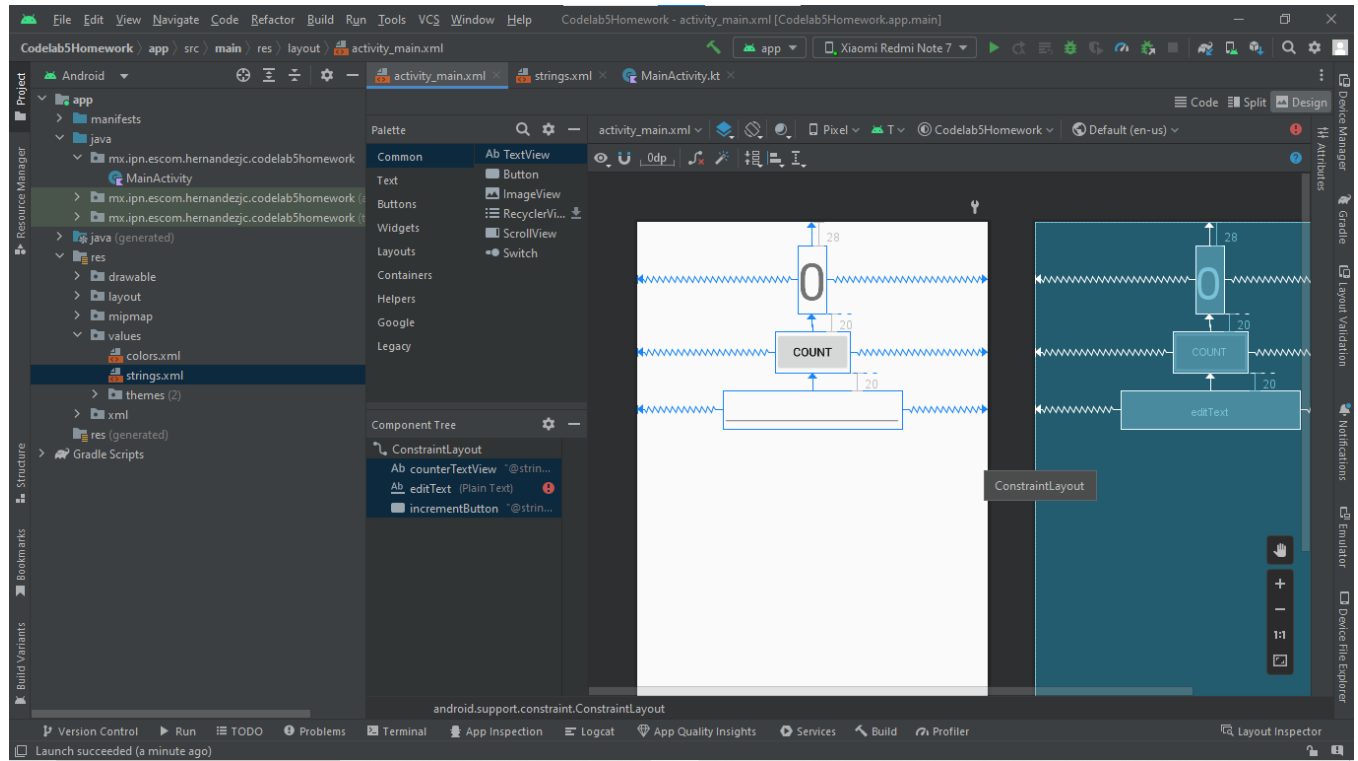 File Edit View Navigate Code Refactor Build Run Tools VCS Window Help Codelab5Homework - activity_main.xml [Codelab5Homework.app.main]
Codelab5Homework app src main res layout activity_main.xml app Xiaomi Redmi Note 7
Android
activity_main.xml strings.xml MainActivity.kt
Code Split Design
app
manifests
java
mx.ipn.escom.hernandezjc.codelab5homework
MainActivity
mx.ipn.escom.hernandezjc.codelab5homework (a
mx.ipn.escom.hernandezjc.codelab5homework (t
java (generated)
res
drawable
layout
mipmap
values
colors.xml
strings.xml
themes (2)
xml
res (generated)
Gradle Scripts
Palette
Common
Text
Buttons
Widgets
Layouts
Containers
Helpers
Google
Legacy
Ab TextView
Button
ImageView
RecyclerVi...
ScrollView
Switch
activity_main.xml Pixel T Codelab5Homework Default (en-us)
0dp
28
0
20
COUNT
20
28
0
20
COUNT
20
editText
ConstraintLayout
Component Tree
ConstraintLayout
Ab counterTextView "@strin...
Ab editText (Plain Text)
incrementButton "@strin...
1:1
android.support.constraint.ConstraintLayout
Project
Resource Manager
Structure
Bookmarks
Build Variants
Device Manager
Attributes
Gradle
Layout Validation
Notifications
Emulator
Device File Explorer
Version Control Run TODO Problems Terminal App Inspection Logcat App Quality Insights Services Build Profiler Layout Inspector
Launch succeeded (a minute ago)